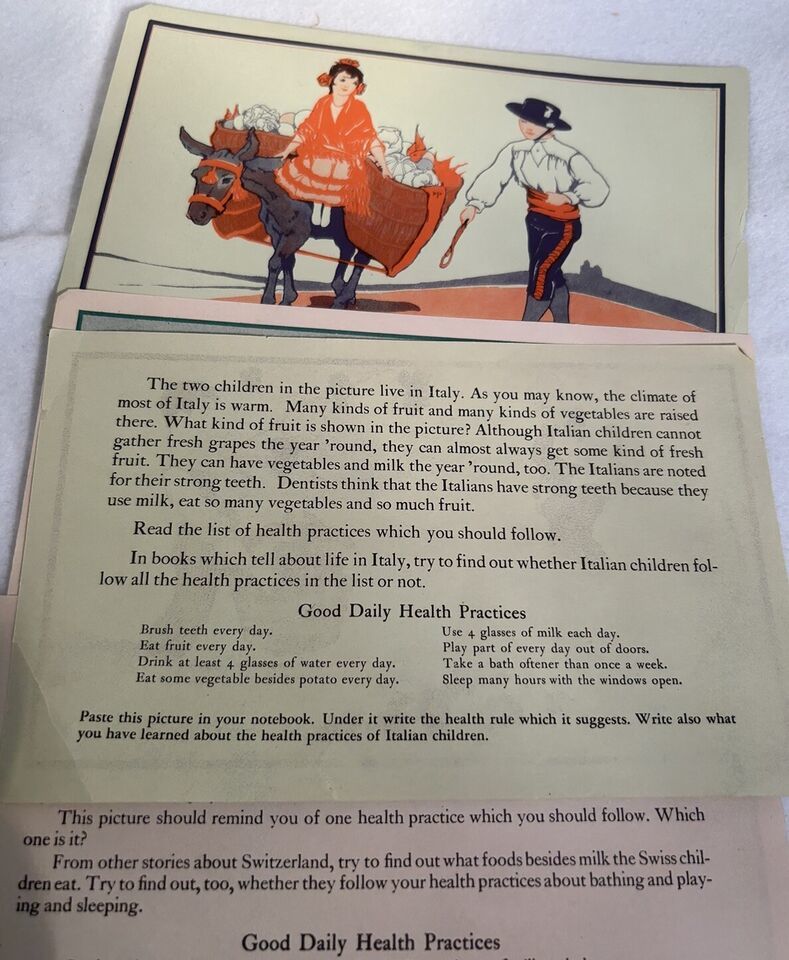 The two children in the picture live in Italy. As you may know, the climate of
most of Italy is warm. Many kinds of fruit and many kinds of vegetables are raised
there. What kind of fruit is shown in the picture? Although Italian children cannot
gather fresh grapes the year 'round, they can almost always get some kind of fresh
fruit. They can have vegetables and milk the year 'round, too. The Italians are noted
for their strong teeth. Dentists think that the Italians have strong teeth because they
use milk, eat so many vegetables and so much fruit.
Read the list of health practices which you should follow.
In books which tell about life in Italy, try to find out whether Italian children fol-
low all the health practices in the list or not.
Good Daily Health Practices
Brush teeth every day.
Eat fruit every day.
Drink at least 4 glasses of water every day.
Eat some vegetable besides potato every day.
Use 4 glasses of milk each day.
Play part of every day out of doors.
Take a bath oftener than once a week.
Sleep many hours with the windows open.
Paste this picture in your notebook. Under it write the health rule which it suggests. Write also what
you have learned about the health practices of Italian children.
This picture should remind you of one health practice which you should follow. Which
one is it?
From other stories about Switzerland, try to find out what foods besides milk the Swiss chil-
dren eat. Try to find out, too, whether they follow your health practices about bathing and play-
ing and sleeping.
Good Daily Health Practices